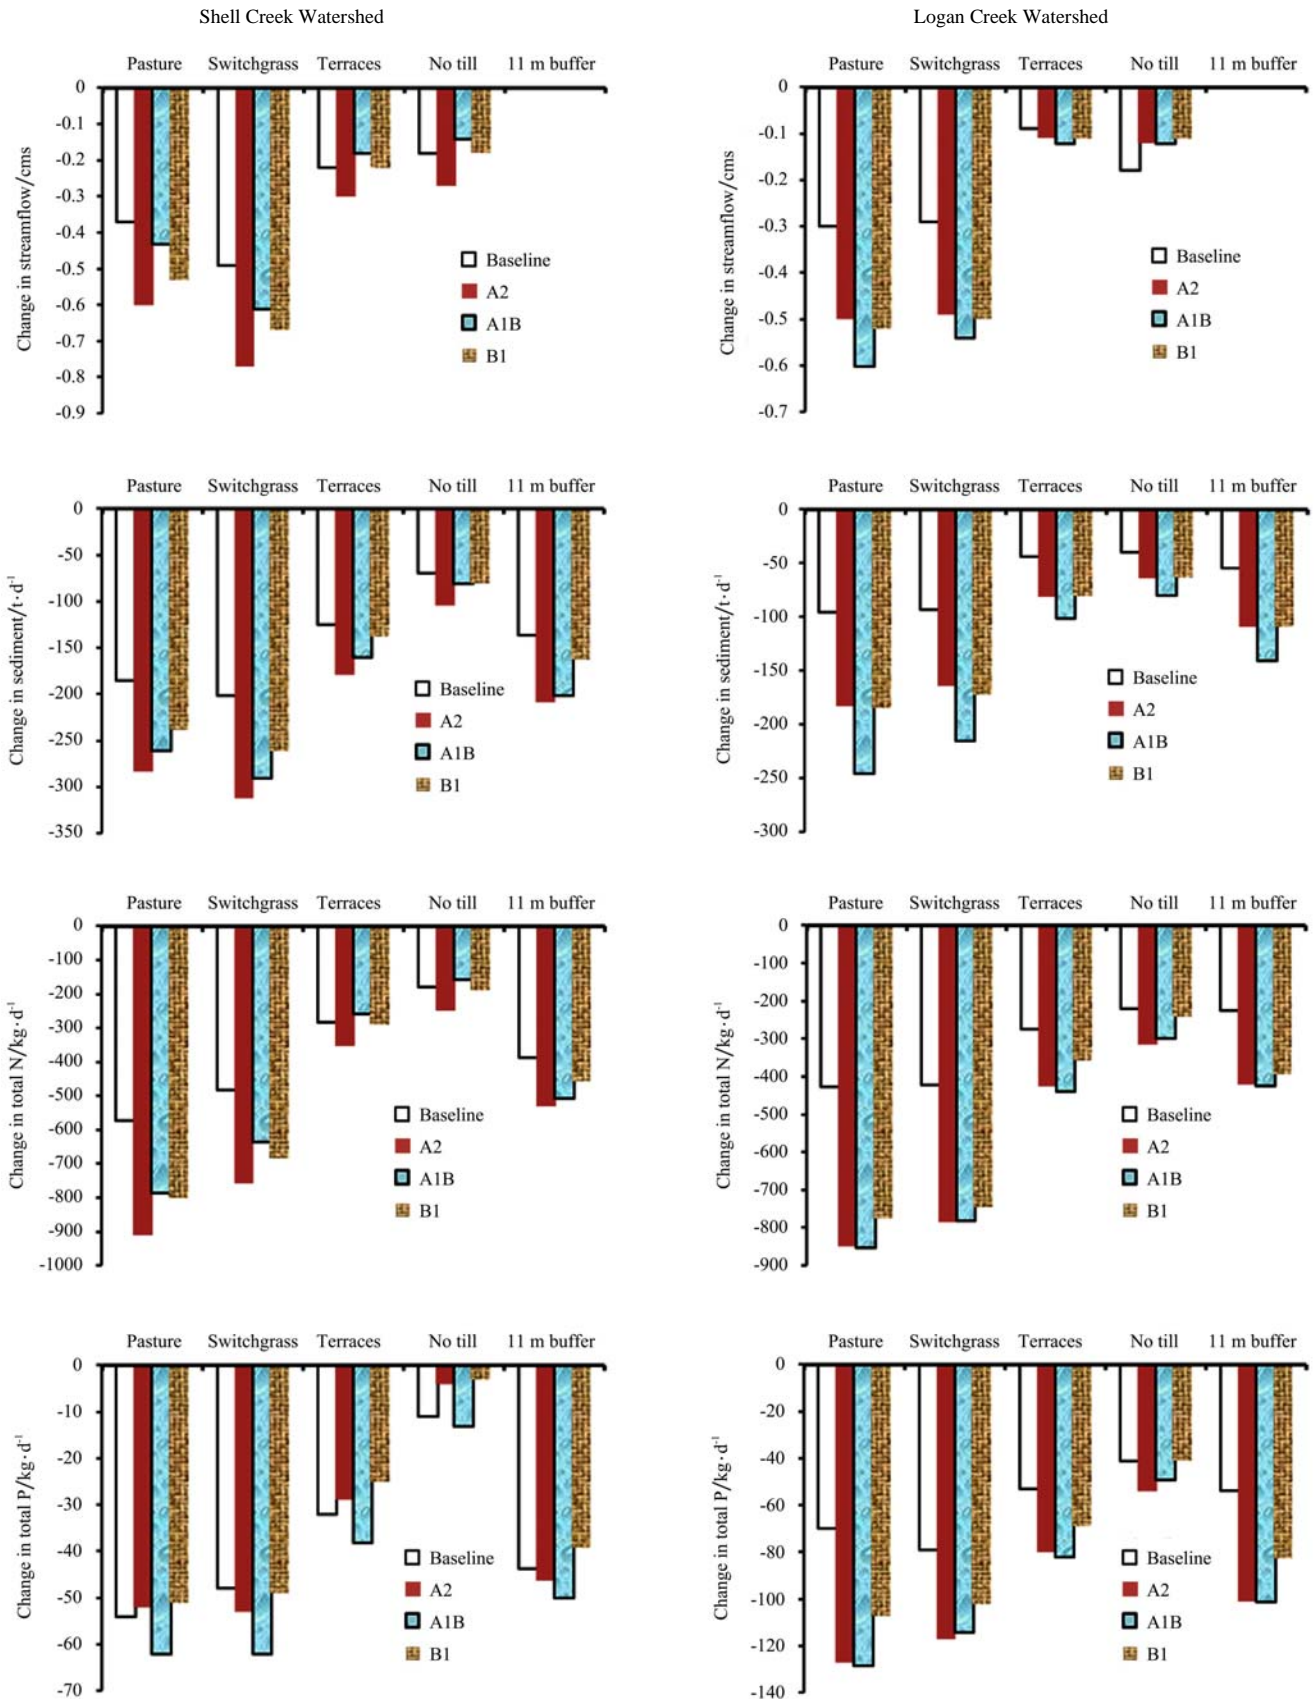 Shell Creek Watershed
Logan Creek Watershed
Pasture Switchgrass Terraces No till 11 m buffer
0
-0.1
-0.2
-0.3
-0.4
-0.5
-0.6
-0.7
-0.8
-0.9
Change in streamflow/cms
Baseline
A2
A1B
B1
Pasture Switchgrass Terraces No till 11 m buffer
0
-0.1
-0.2
-0.3
-0.4
-0.5
-0.6
-0.7
Change in streamflow/cms
Baseline
A2
A1B
B1
Pasture Switchgrass Terraces No till 11 m buffer
0
-50
-100
-150
-200
-250
-300
-350
Change in sediment/t·d⁻¹
Baseline
A2
A1B
B1
Pasture Switchgrass Terraces No till 11 m buffer
0
-50
-100
-150
-200
-250
-300
Change in sediment/t·d⁻¹
Baseline
A2
A1B
B1
Pasture Switchgrass Terraces No till 11 m buffer
0
-100
-200
-300
-400
-500
-600
-700
-800
-900
-1000
Change in total N/kg·d⁻¹
Baseline
A2
A1B
B1
Pasture Switchgrass Terraces No till 11 m buffer
0
-100
-200
-300
-400
-500
-600
-700
-800
-900
Change in total N/kg·d⁻¹
Baseline
A2
A1B
B1
Pasture Switchgrass Terraces No till 11 m buffer
0
-10
-20
-30
-40
-50
-60
-70
Change in total P/kg·d⁻¹
Baseline
A2
A1B
B1
Pasture Switchgrass Terraces No till 11 m buffer
0
-20
-40
-60
-80
-100
-120
-140
Change in total P/kg·d⁻¹
Baseline
A2
A1B
B1